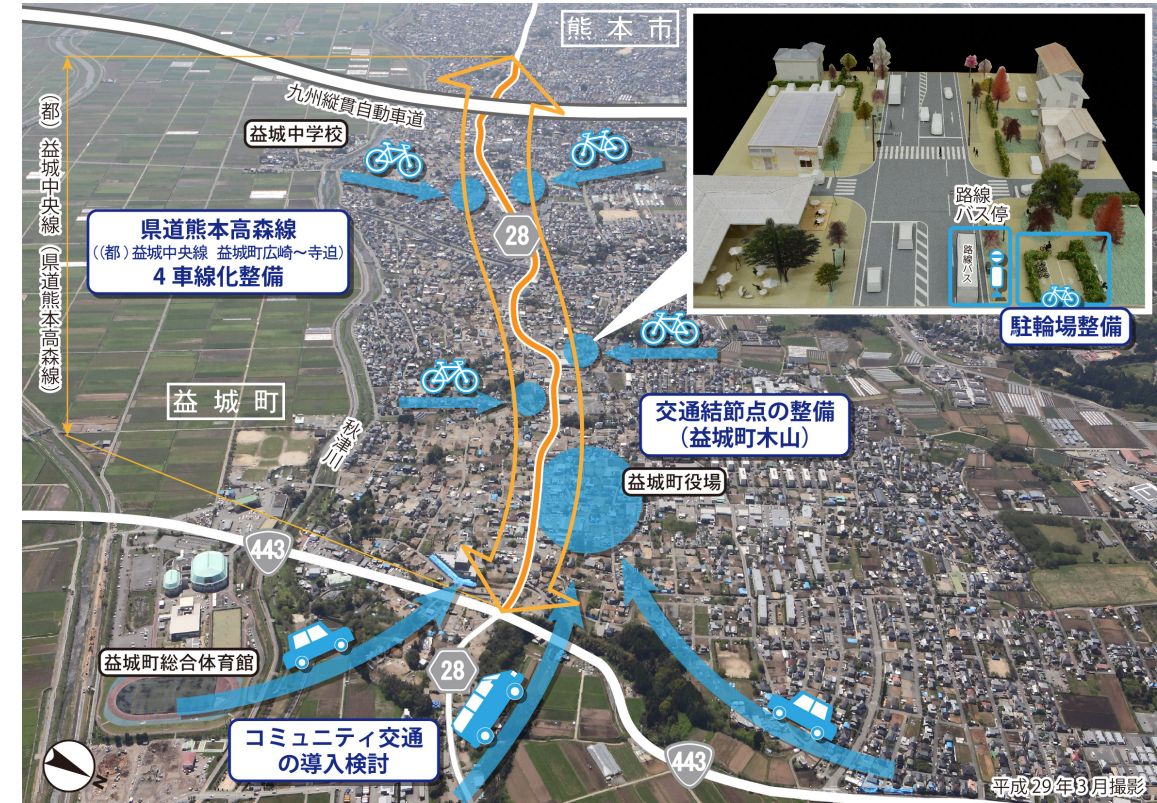 熊本市
九州縦貫自動車道
益城中学校
(都)益城中央線(県道熊本高森線)
県道熊本高森線
((都)益城中央線 益城町広崎～寺迫)
4車線化整備
28
路線
バス停
路線バス
駐輪場整備
益城町
秋津川
交通結節点の整備
(益城町木山)
益城町役場
443
益城町総合体育館
28
コミュニティ交通
の導入検討
443
N
平成29年3月撮影